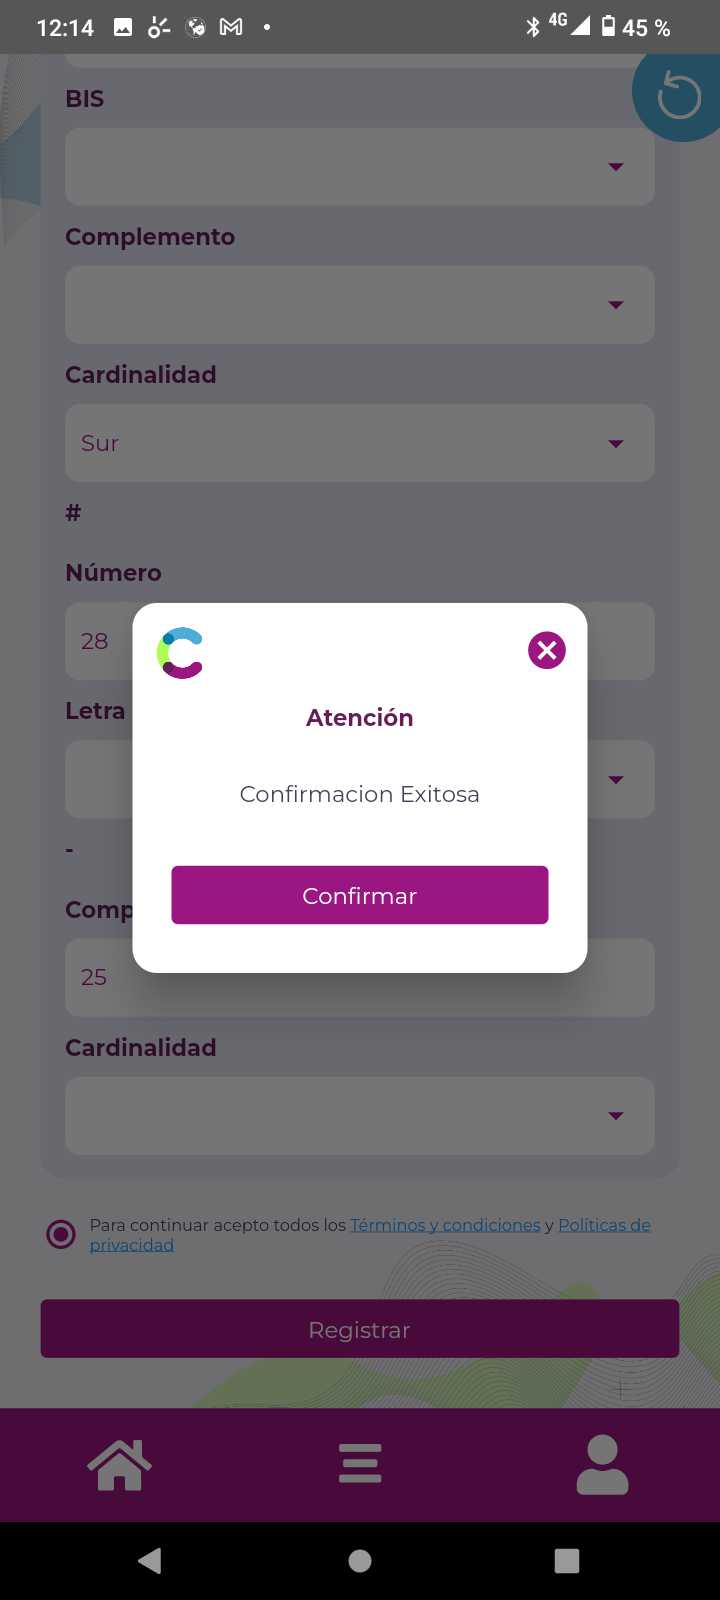 12:14
4G 45 %
BIS
Complemento
Cardinalidad
Sur
#
Número
28
Letra
Atención
Confirmacion Exitosa
-
Confirmar
Comp
25
Cardinalidad
Para continuar acepto todos los Términos y condiciones y Políticas de
privacidad
Registrar